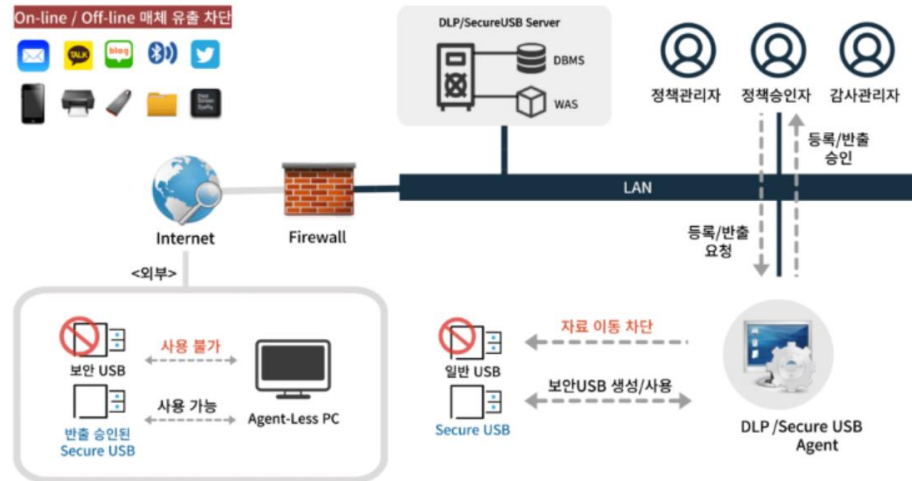 On-line / Off-line 매체 유출 차단
TALK
blog
DLP/SecureUSB Server
DBMS
WAS
정책관리자
정책승인자
감사관리자
등록/반출
승인
LAN
Internet
Firewall
등록/반출
요청
<외부>
사용 불가
보안 USB
사용 가능
Agent-Less PC
반출 승인된
Secure USB
자료 이동 차단
일반 USB
보안USB 생성/사용
Secure USB
DLP /Secure USB
Agent